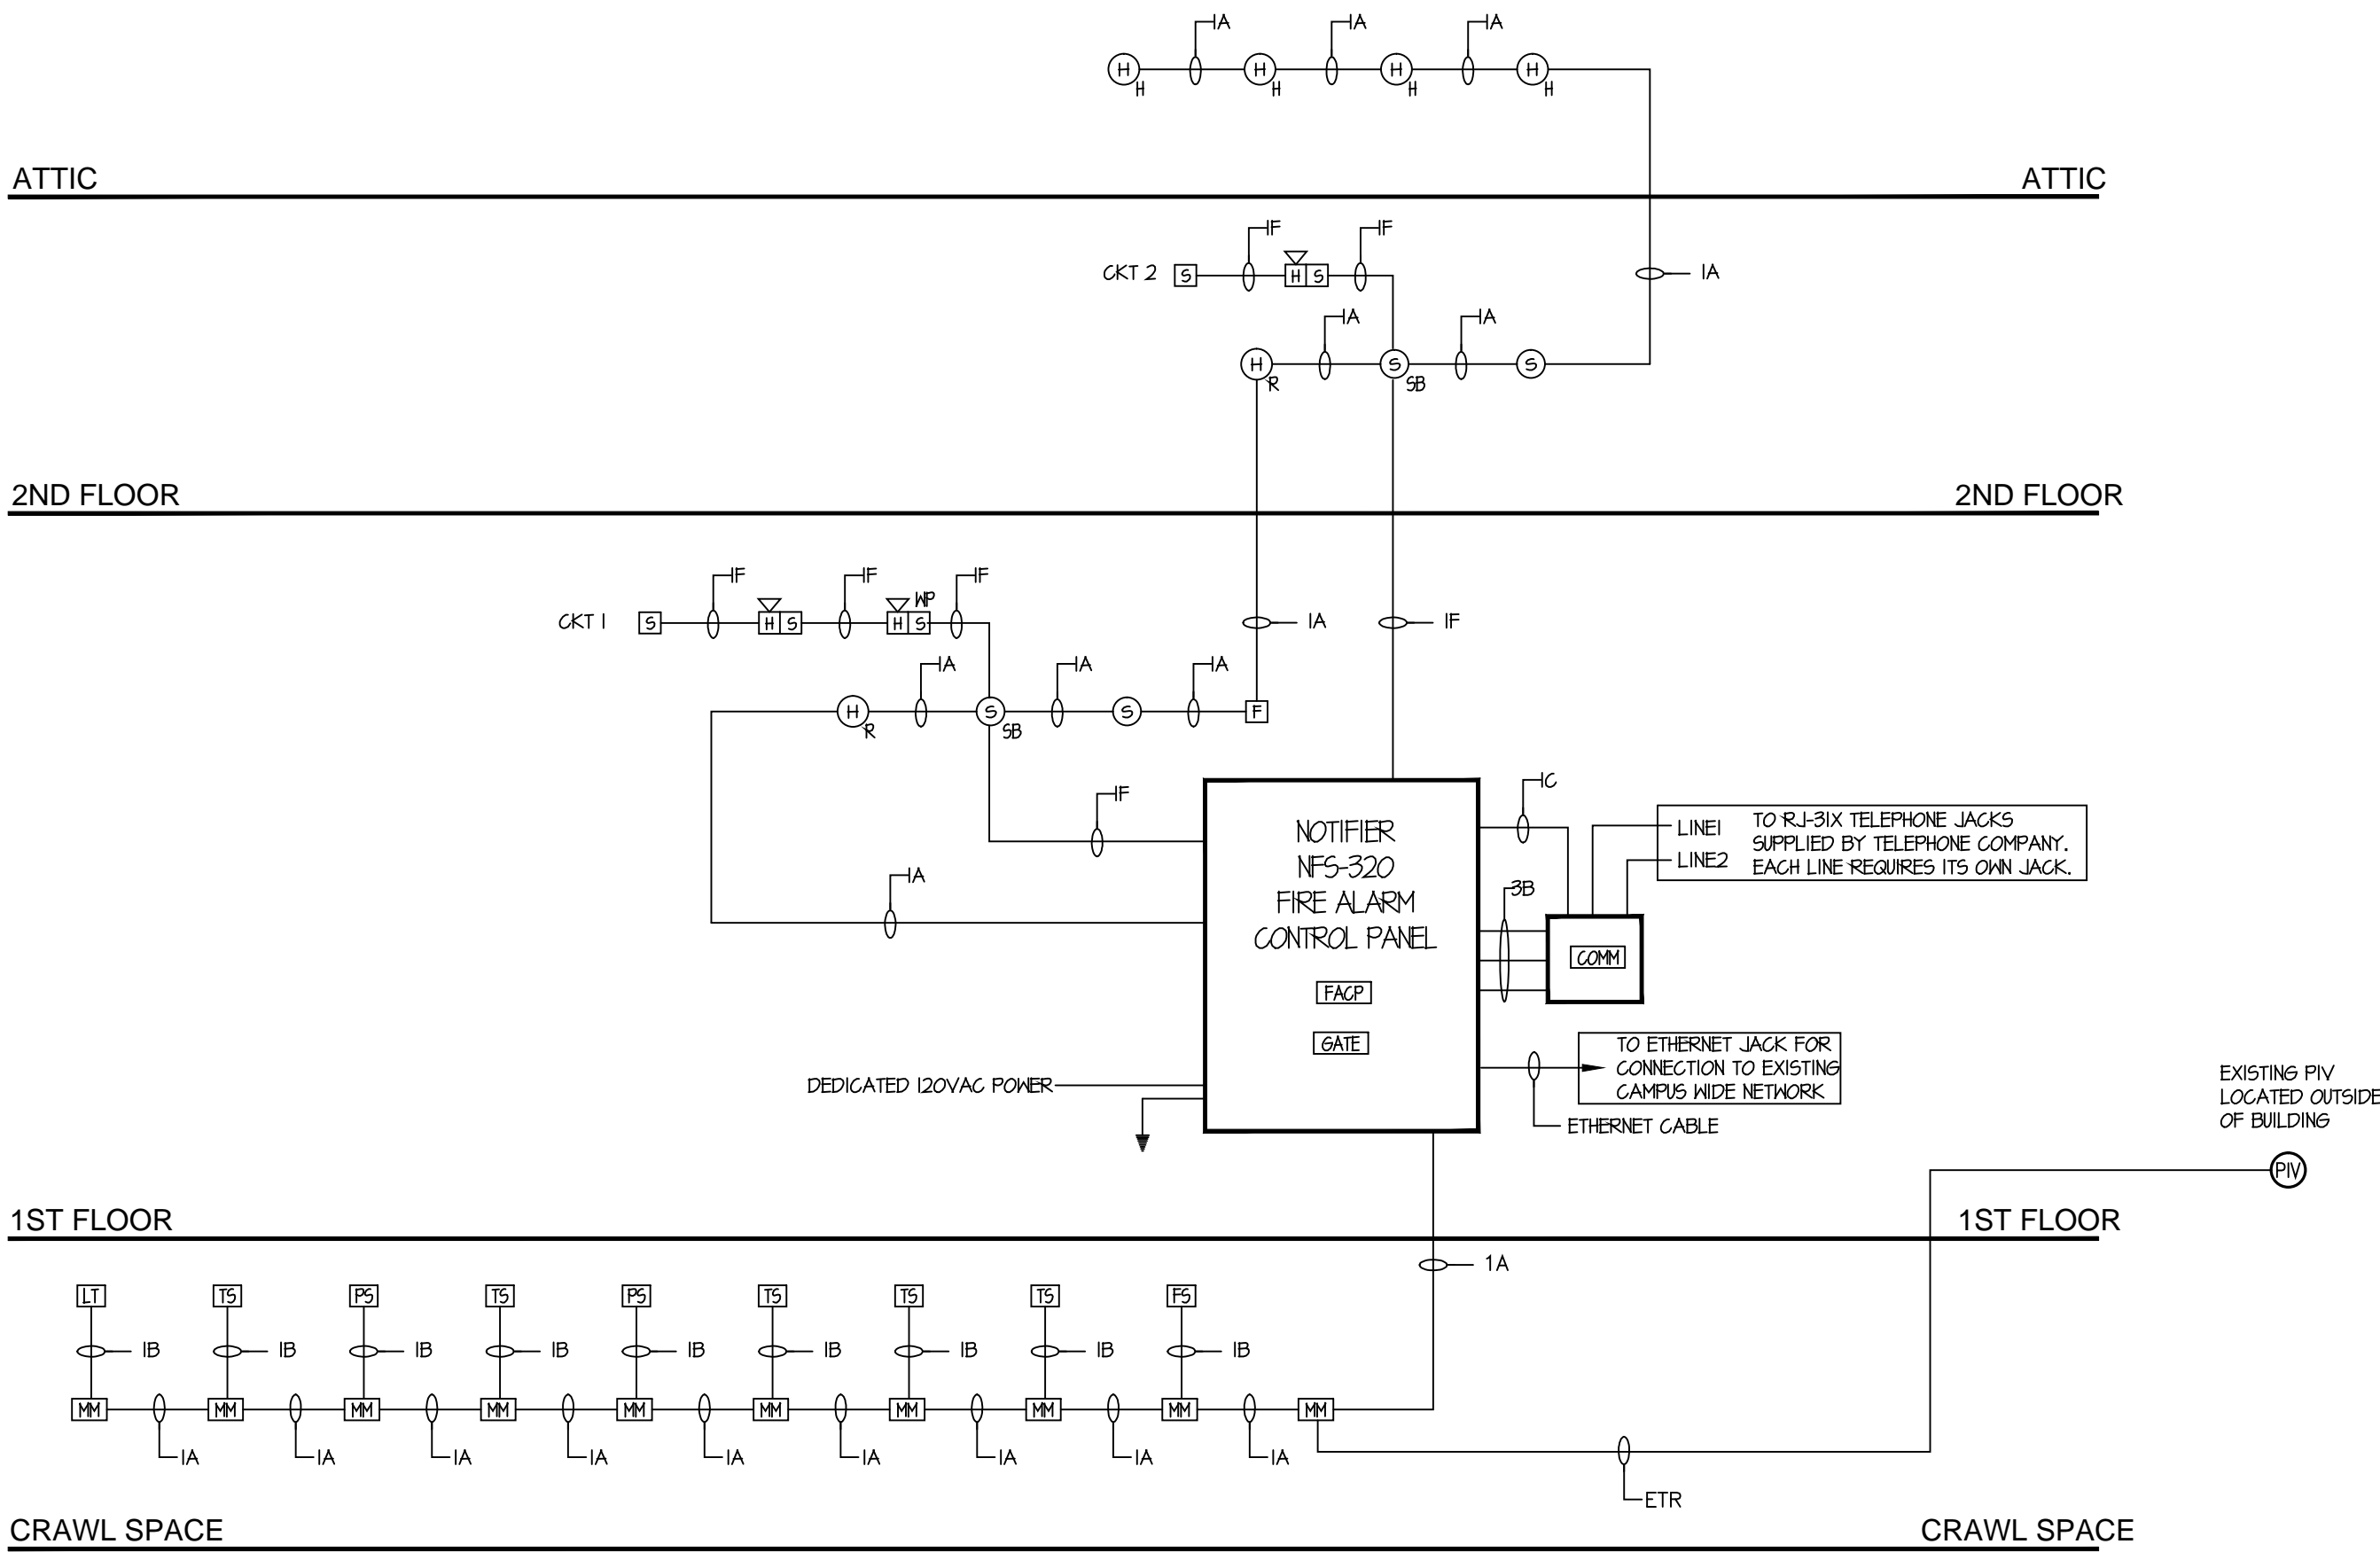 IA IA IA
H H H H
H H H H
ATTIC ATTIC
IF IF
CKT 2 S H S IA
IA IA
H S S
R SB
2ND FLOOR 2ND FLOOR
IF IF IF
WP
CKT 1 S H S H S IA IF
IA IA IA
H S S F
R SB
IF
IC
NOTIFIER
NFS-320
FIRE ALARM
CONTROL PANEL
FACP
GATE
LINE1
LINE2
TO RJ-31X TELEPHONE JACKS
SUPPLIED BY TELEPHONE COMPANY.
EACH LINE REQUIRES ITS OWN JACK.
IA
3B
COMM
TO ETHERNET JACK FOR
CONNECTION TO EXISTING
CAMPUS WIDE NETWORK
DEDICATED 120VAC POWER
ETHERNET CABLE
EXISTING PIV
LOCATED OUTSIDE
OF BUILDING
PIV
1ST FLOOR 1ST FLOOR
1A
LT TS PS TS PS TS TS TS FS
IB IB IB IB IB IB IB IB IB
MM MM MM MM MM MM MM MM MM MM
IA IA IA IA IA IA IA IA IA
ETR
CRAWL SPACE CRAWL SPACE